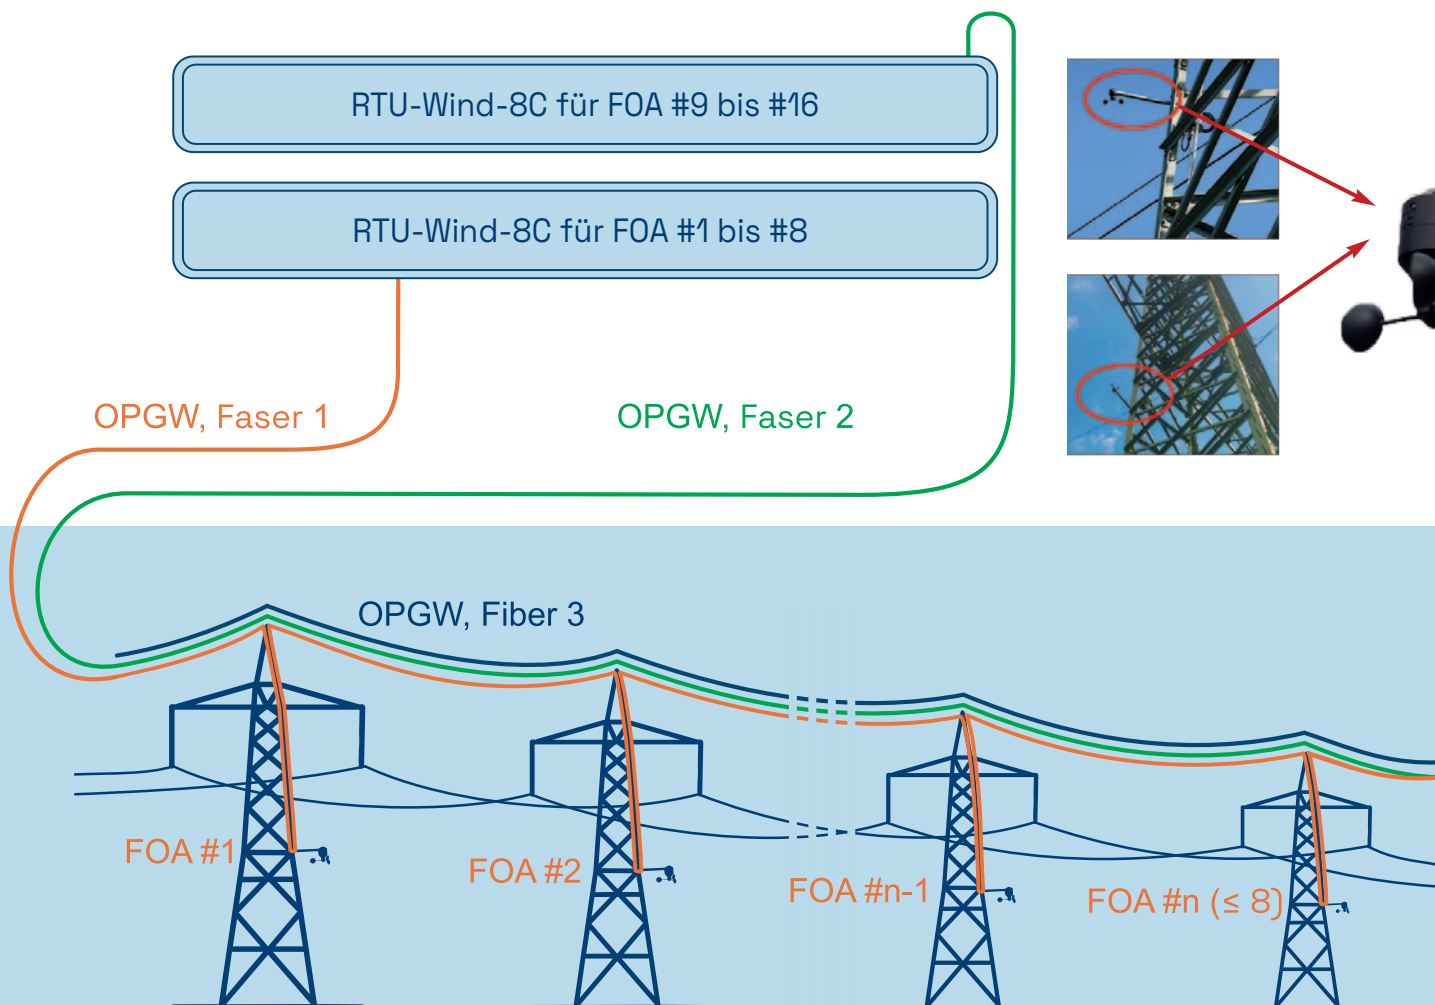 RTU-Wind-8C für FOA #9 bis #16
RTU-Wind-8C für FOA #1 bis #8
OPGW, Faser 1
OPGW, Faser 2
OPGW, Fiber 3
FOA #1
FOA #2
FOA #n-1
FOA #n (≤ 8)